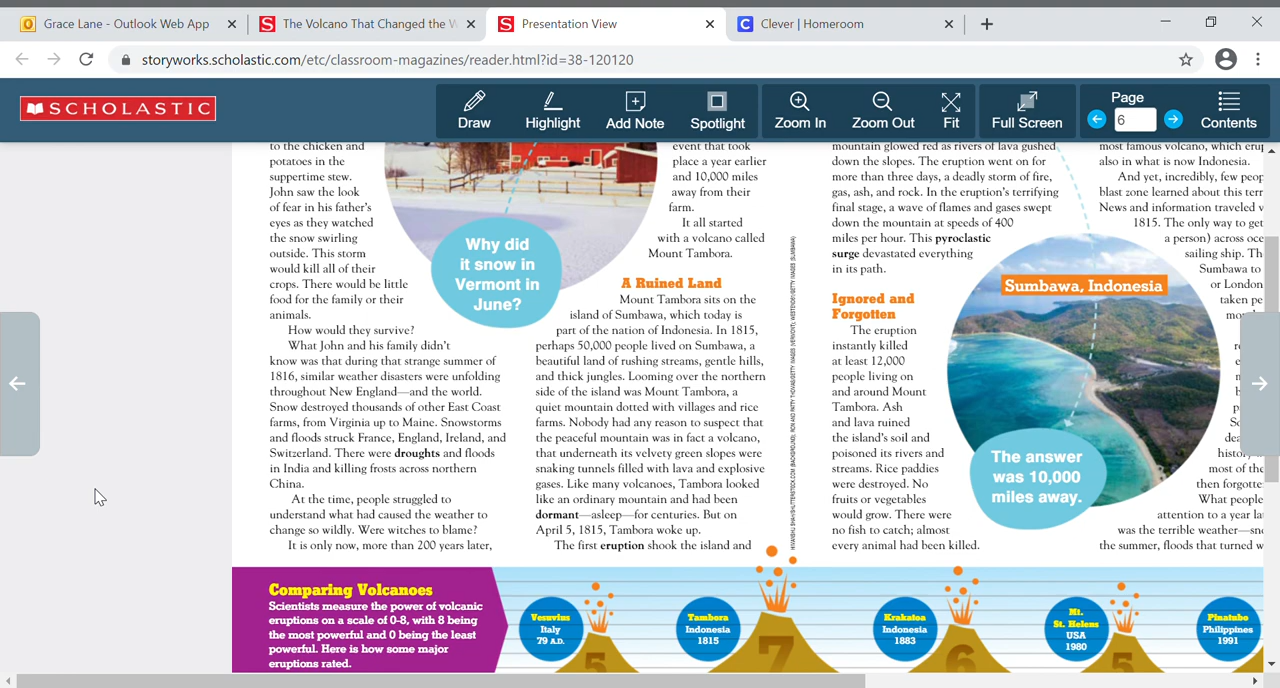 Grace Lane - Outlook Web App
The Volcano That Changed the W
Presentation View
Clever | Homeroom
storyworks.scholastic.com/etc/classroom-magazines/reader.html?id=38-120120
SCHOLASTIC
Draw
Highlight
Add Note
Spotlight
Zoom In
Zoom Out
Fit
Full Screen
Page
6
Contents
to the chicken and
potatoes in the
suppertime stew.
John saw the look
of fear in his father's
eyes as they watched
the snow swirling
outside. This storm
would kill all of their
crops. There would be little
food for the family or their
animals.
How would they survive?
What John and his family didn't
know was that during that strange summer of
1816, similar weather disasters were unfolding
throughout New England—and the world.
Snow destroyed thousands of other East Coast
farms, from Virginia up to Maine. Snowstorms
and floods struck France, England, Ireland, and
Switzerland. There were droughts and floods
in India and killing frosts across northern
China.
At the time, people struggled to
understand what had caused the weather to
change so wildly. Were witches to blame?
It is only now, more than 200 years later,
Why did
it snow in
Vermont in
June?
event that took
place a year earlier
and 10,000 miles
away from their
farm.
It all started
with a volcano called
Mount Tambora.
A Ruined Land
Mount Tambora sits on the
island of Sumbawa, which today is
part of the nation of Indonesia. In 1815,
perhaps 50,000 people lived on Sumbawa, a
beautiful land of rushing streams, gentle hills,
and thick jungles. Looming over the northern
side of the island was Mount Tambora, a
quiet mountain dotted with villages and rice
farms. Nobody had any reason to suspect that
the peaceful mountain was in fact a volcano,
that underneath its velvety green slopes were
snaking tunnels filled with lava and explosive
gases. Like many volcanoes, Tambora looked
like an ordinary mountain and had been
dormant—asleep—for centuries. But on
April 5, 1815, Tambora woke up.
The first eruption shook the island and
mountain glowed red as rivers of lava gushed
down the slopes. The eruption went on for
more than three days, a deadly storm of fire,
gas, ash, and rock. In the eruption's terrifying
final stage, a wave of flames and gases swept
down the mountain at speeds of 400
miles per hour. This pyroclastic
surge devastated everything
in its path.
Ignored and
Forgotten
The eruption
instantly killed
at least 12,000
people living on
and around Mount
Tambora. Ash
and lava ruined
the island's soil and
poisoned its rivers and
streams. Rice paddies
were destroyed. No
fruits or vegetables
would grow. There were
no fish to catch; almost
every animal had been killed.
Sumbawa, Indonesia
The answer
was 10,000
miles away.
most famous volcano, which erup
also in what is now Indonesia.
And yet, incredibly, few peop
blast zone learned about this terr
News and information traveled v
1815. The only way to get
a person) across oce
sailing ship. Th
Sumbawa to
or London
taken pe
dea
most of the
then forgotte
What people
attention to a year la
was the terrible weather—sno
the summer, floods that turned w
Comparing Volcanoes
Scientists measure the power of volcanic
eruptions on a scale of 0-8, with 8 being
the most powerful and 0 being the least
powerful. Here is how some major
eruptions rated.
Vesuvius
Italy
79 A.D.
5
Tambora
Indonesia
1815
7
Krakatoa
Indonesia
1883
6
Mt.
St. Helens
USA
1980
5
Pinatubo
Philippines
1991